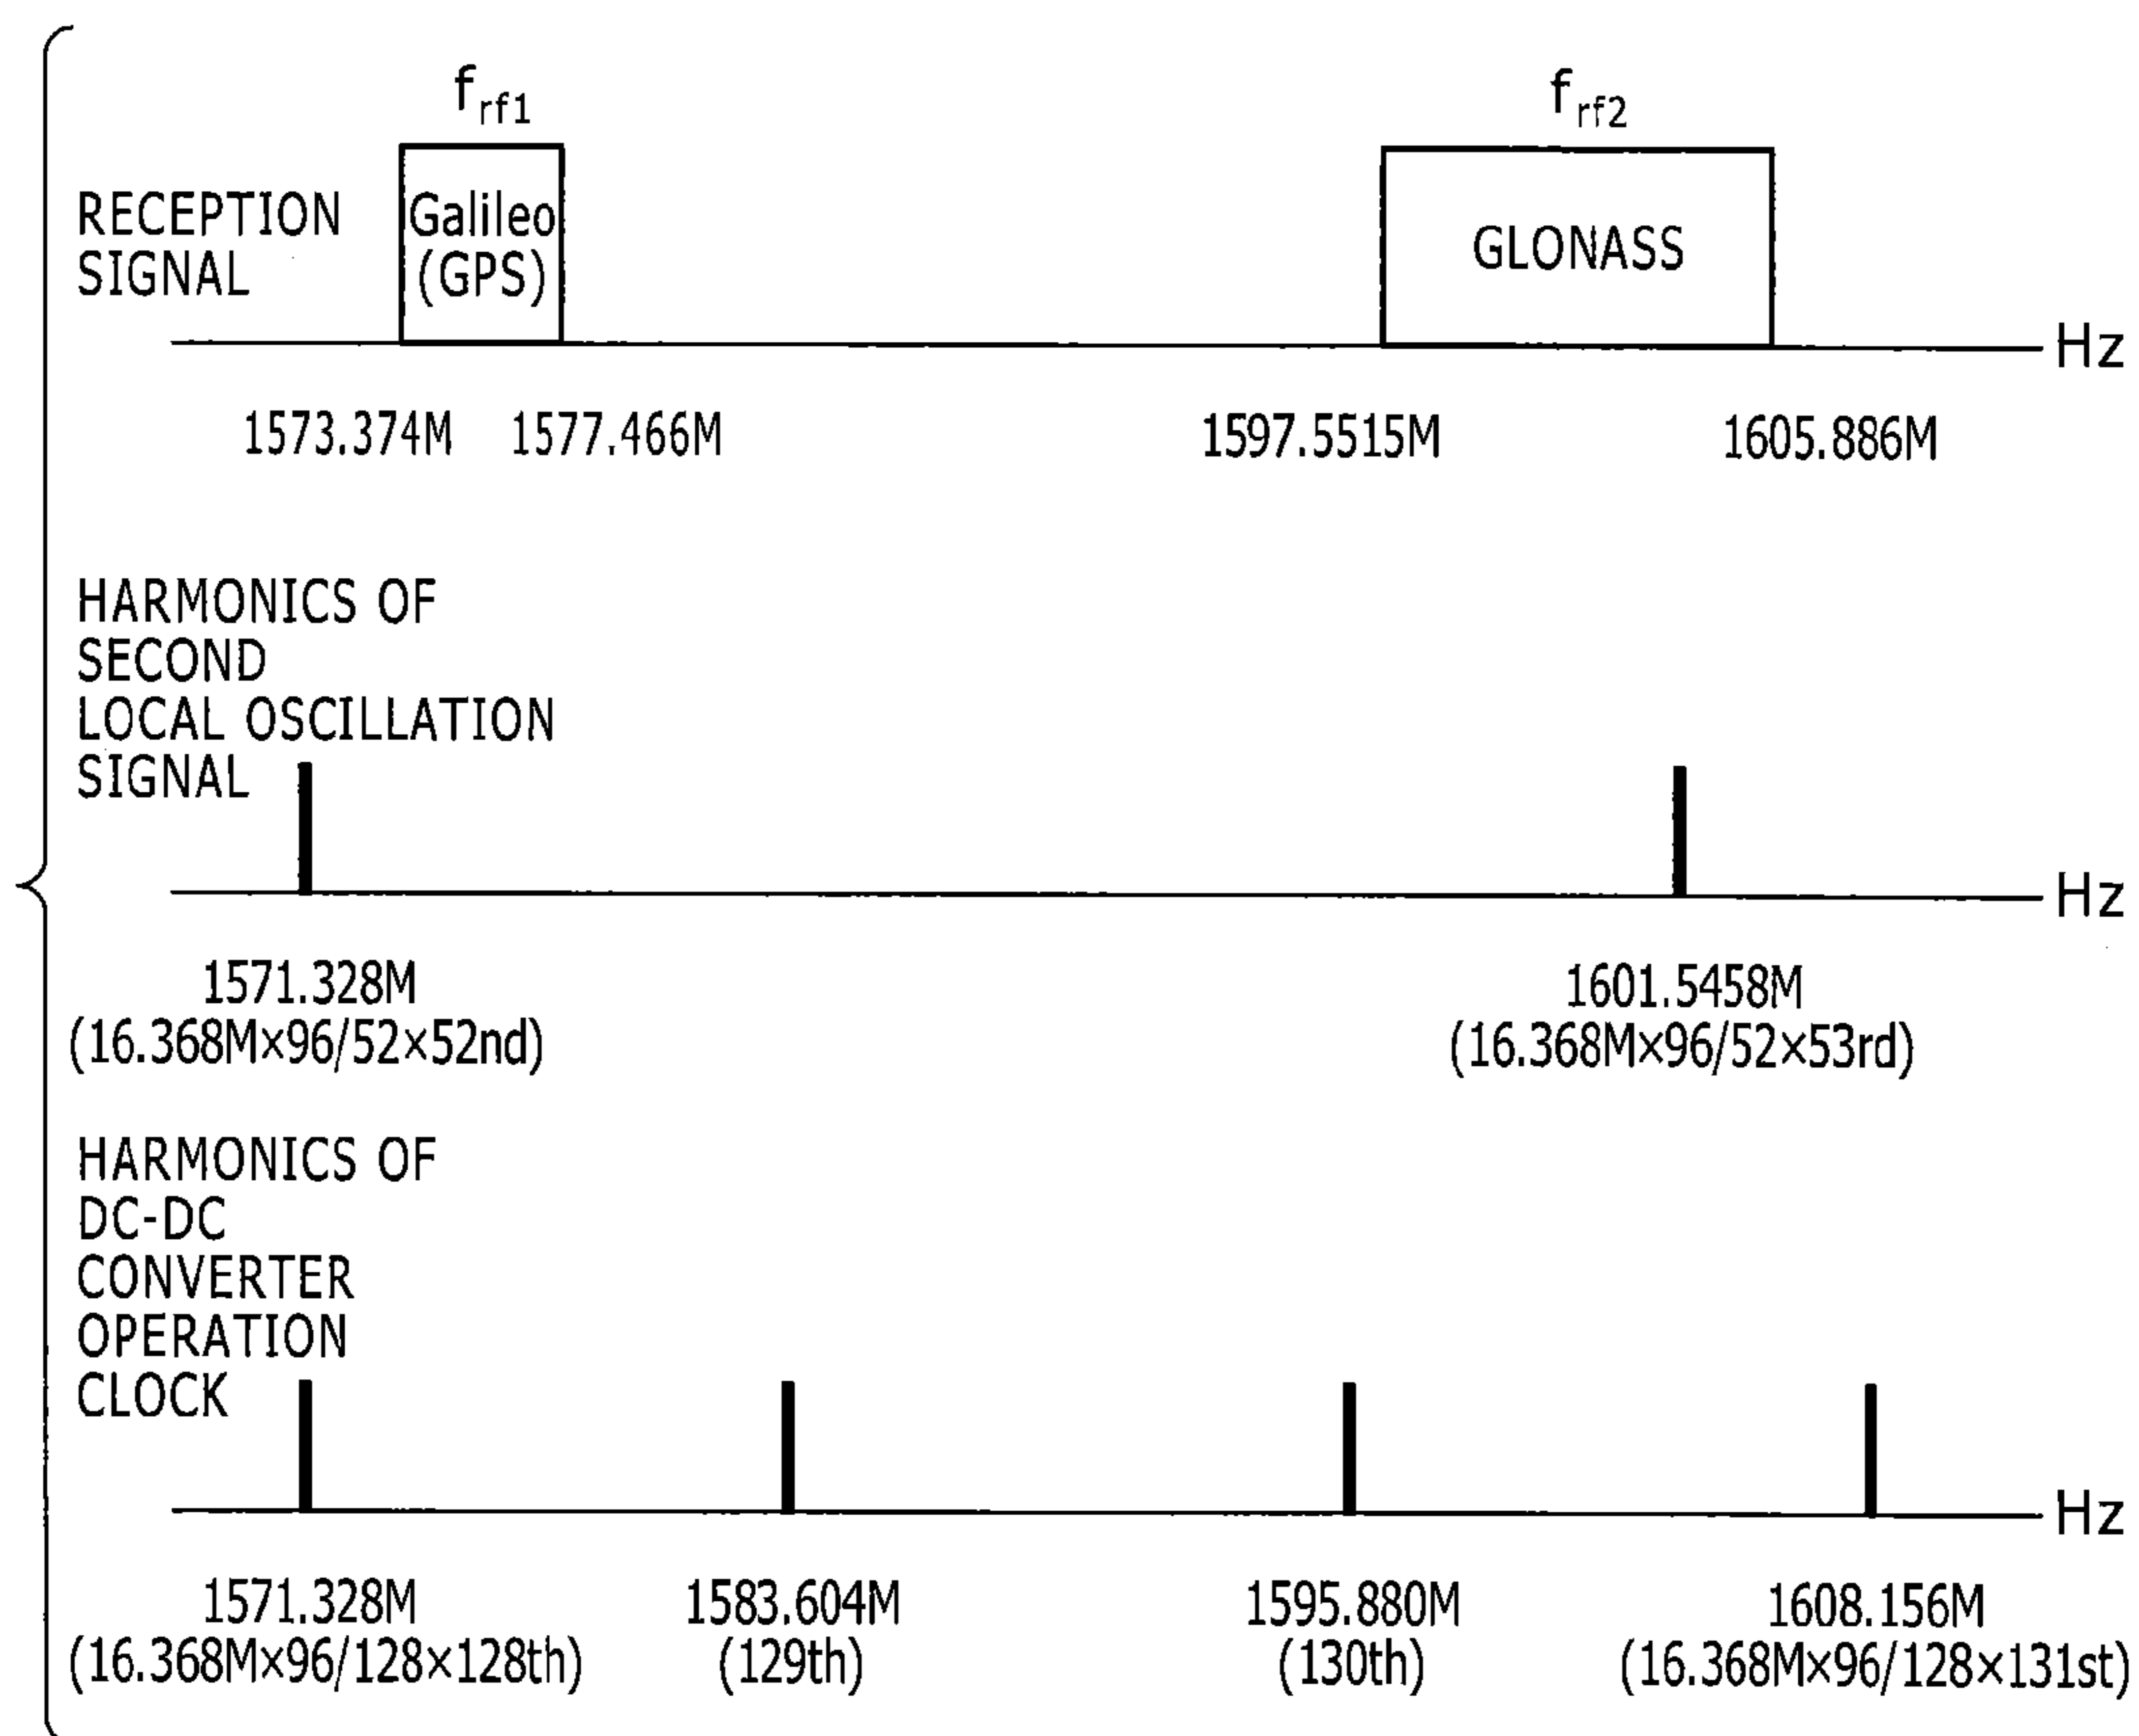 f_rf1
f_rf2
RECEPTION
SIGNAL
Galileo
(GPS)
GLONASS
Hz
1573.374M
1577.466M
1597.5515M
1605.886M
HARMONICS OF
SECOND
LOCAL OSCILLATION
SIGNAL
Hz
1571.328M
(16.368M×96/52×52nd)
1601.5458M
(16.368M×96/52×53rd)
HARMONICS OF
DC-DC
CONVERTER
OPERATION
CLOCK
Hz
1571.328M
(16.368M×96/128×128th)
1583.604M
(129th)
1595.880M
(130th)
1608.156M
(16.368M×96/128×131st)